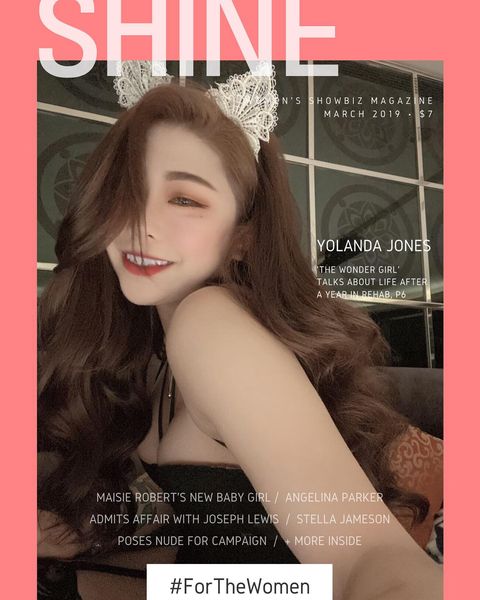 SHINE
WOMEN'S SHOWBIZ MAGAZINE
MARCH 2019 • $7
YOLANDA JONES
'THE WONDER GIRL'
TALKS ABOUT LIFE AFTER
A YEAR IN REHAB, P6
MAISIE ROBERT'S NEW BABY GIRL / ANGELINA PARKER
ADMITS AFFAIR WITH JOSEPH LEWIS / STELLA JAMESON
POSES NUDE FOR CAMPAIGN / + MORE INSIDE
#ForTheWomen